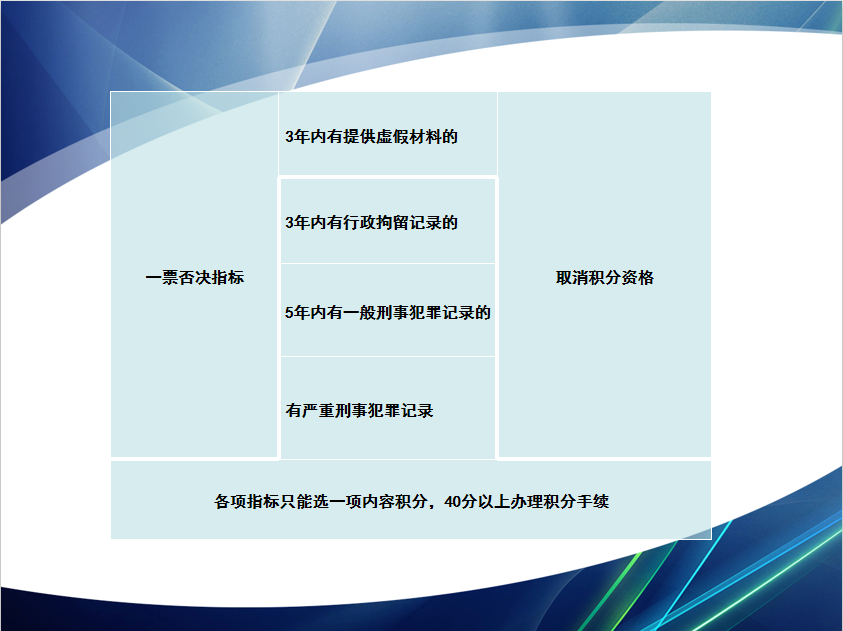 3年内有提供虚假材料的
3年内有行政拘留记录的
一票否决指标
取消积分资格
5年内有一般刑事犯罪记录的
有严重刑事犯罪记录
各项指标只能选一项内容积分，40分以上办理积分手续